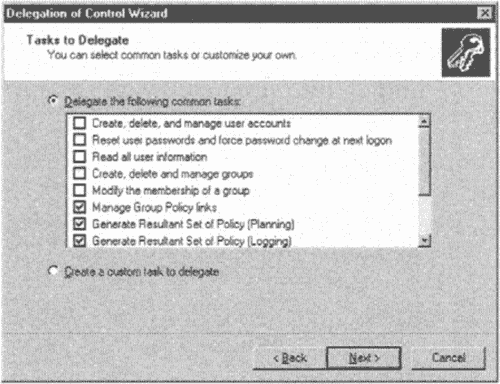 Delegation of Control Wizard
Tasks to Delegate
You can select common tasks or customize your own.
Delegate the following common tasks:
Create, delete, and manage user accounts
Reset user passwords and force password change at next logon
Read all user information
Create, delete and manage groups
Modify the membership of a group
Manage Group Policy links
Generate Resultant Set of Policy (Planning)
Generate Resultant Set of Policy (Logging)
Create a custom task to delegate
< Back Next > Cancel